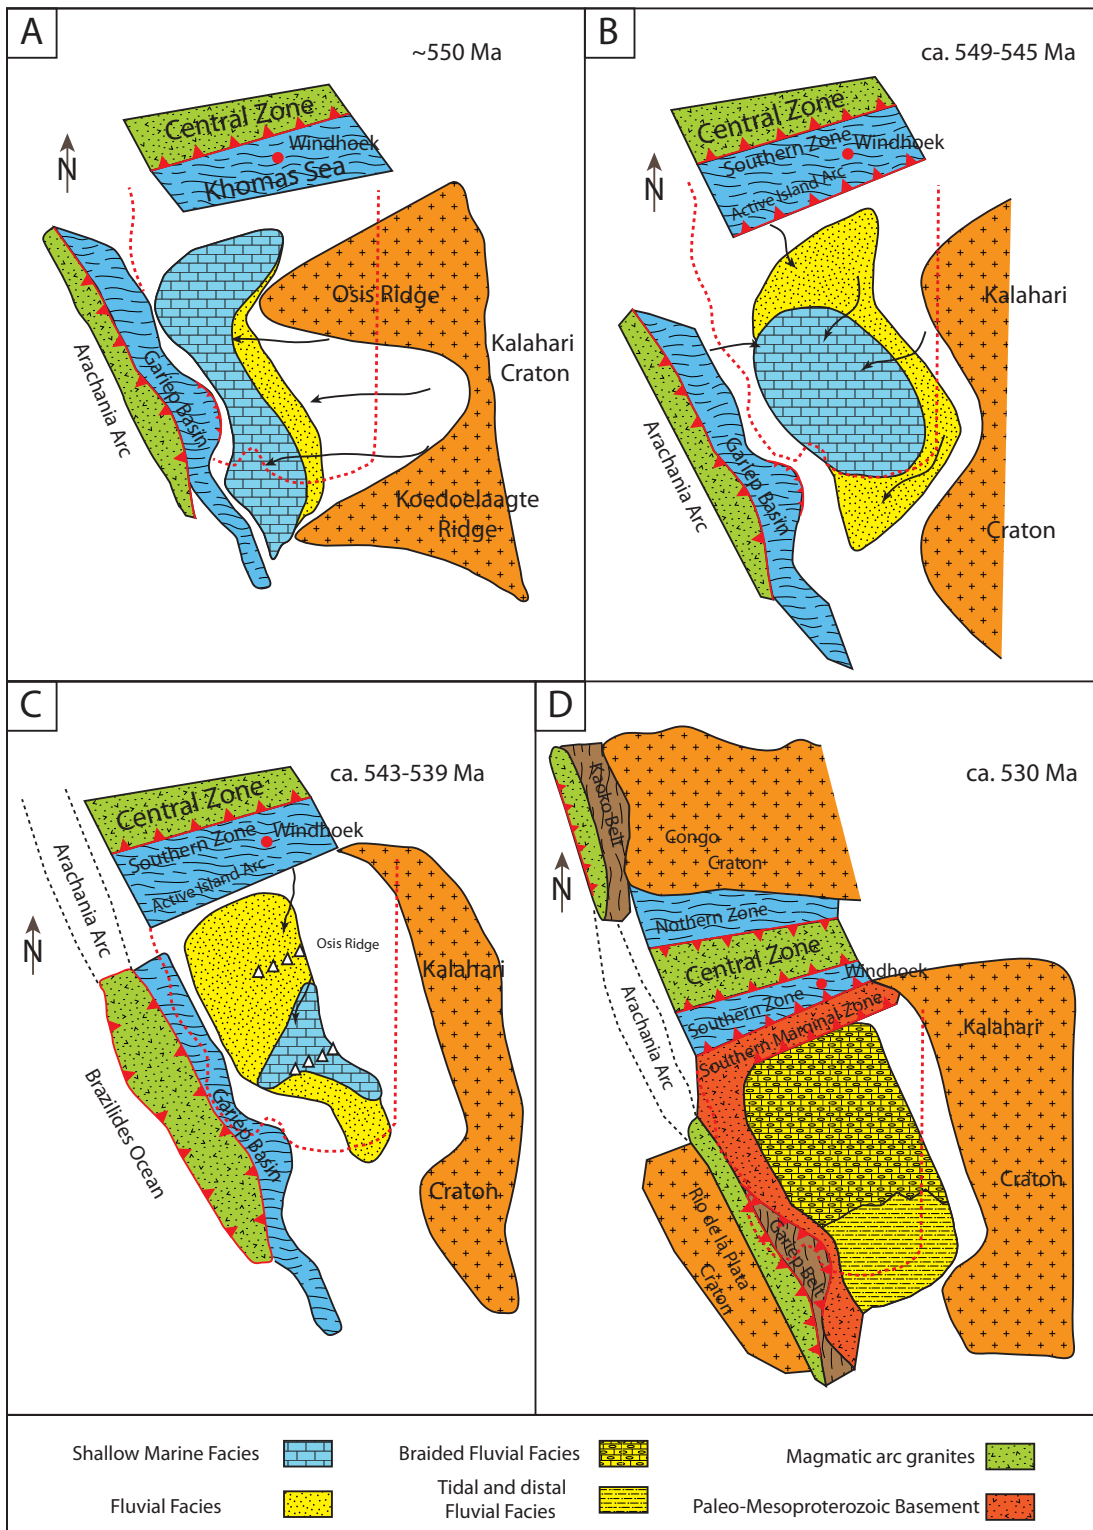 A
~550 Ma
Central Zone
Windhoek
Khomas Sea
N
Osis Ridge
Kalahari
Craton
Gariep Basin
Arachania Arc
Koedoelaagte
Ridge
B
ca. 549-545 Ma
Central Zone
Southern Zone
Windhoek
Active Island Arc
N
Kalahari
Gariep Basin
Arachania Arc
Craton
C
ca. 543-539 Ma
Central Zone
Southern Zone
Windhoek
Active Island Arc
Arachania Arc
N
Osis Ridge
Kalahari
Gariep Basin
Brazilides Ocean
Craton
D
ca. 530 Ma
Kaoko Belt
Congo
Craton
N
Nothern Zone
Central Zone
Windhoek
Southern Zone
Southern Marginal Zone
Arachania Arc
Kalahari
Craton
Rio de la Plata
Craton
Gariep Belt
Shallow Marine Facies
Braided Fluvial Facies
Magmatic arc granites
Fluvial Facies
Tidal and distal
Fluvial Facies
Paleo-Mesoproterozoic Basement